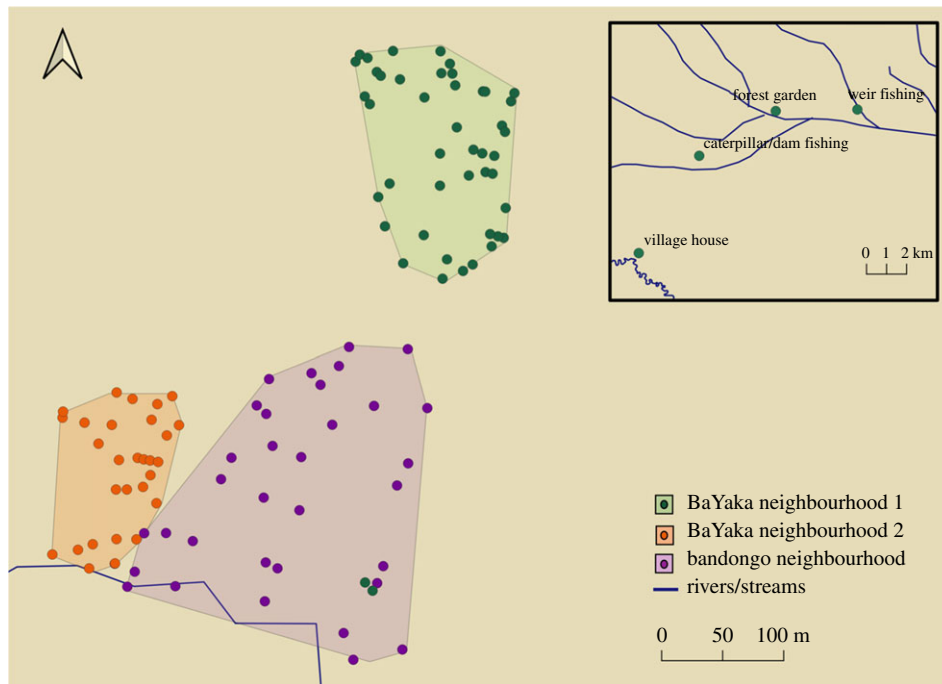 forest garden
weir fishing
caterpillar/dam fishing
village house
0 1 2 km
BaYaka neighbourhood 1
BaYaka neighbourhood 2
bandongo neighbourhood
rivers/streams
0 50 100 m